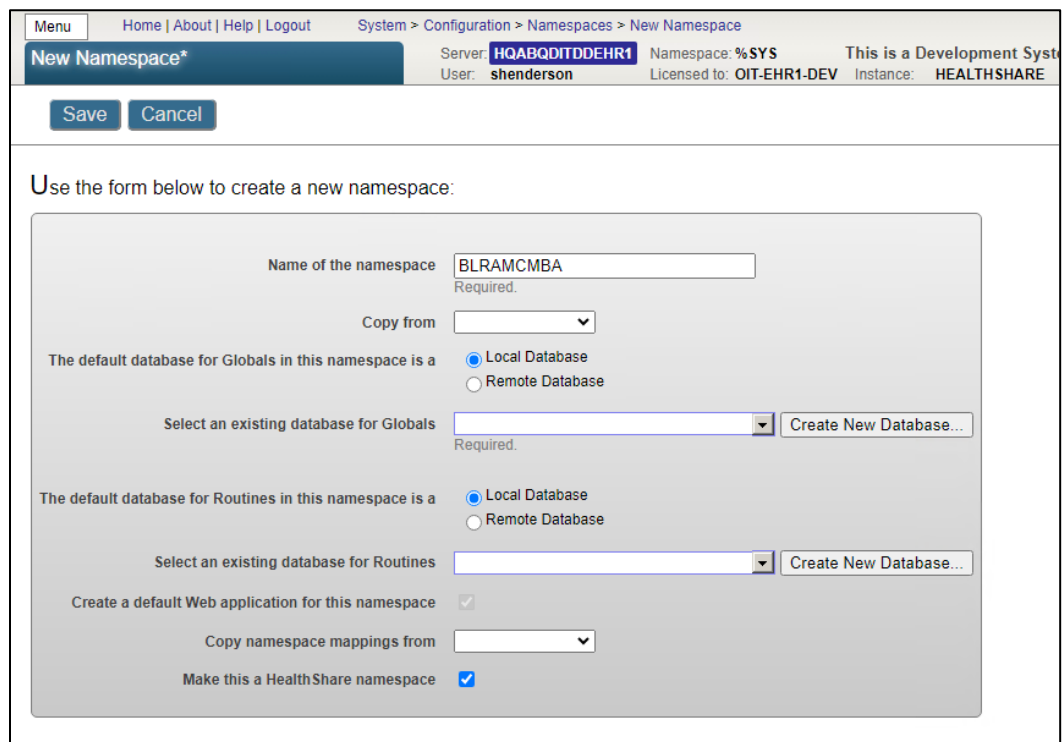 Menu Home | About | Help | Logout System > Configuration > Namespaces > New Namespace
New Namespace* Server: HQABQDITDDEHR1 Namespace: %SYS This is a Development Syst
User: shenderson Licensed to: OIT-EHR1-DEV Instance: HEALTHSHARE
Save Cancel
Use the form below to create a new namespace:
Name of the namespace BLRAMCMBA
Required.
Copy from
The default database for Globals in this namespace is a Local Database
Remote Database
Select an existing database for Globals Create New Database...
Required.
The default database for Routines in this namespace is a Local Database
Remote Database
Select an existing database for Routines Create New Database...
Create a default Web application for this namespace
Copy namespace mappings from
Make this a HealthShare namespace